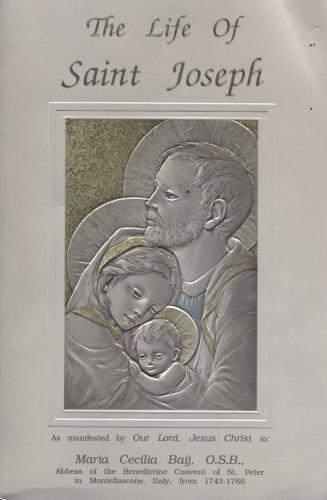 The Life Of
Saint Joseph
As manifested by Our Lord, Jesus Christ to:
Maria Cecilia Baij, O.S.B.,
Abbess of the Benedictine Convent of St. Peter
in Montefiascone, Italy, from 1743-1766